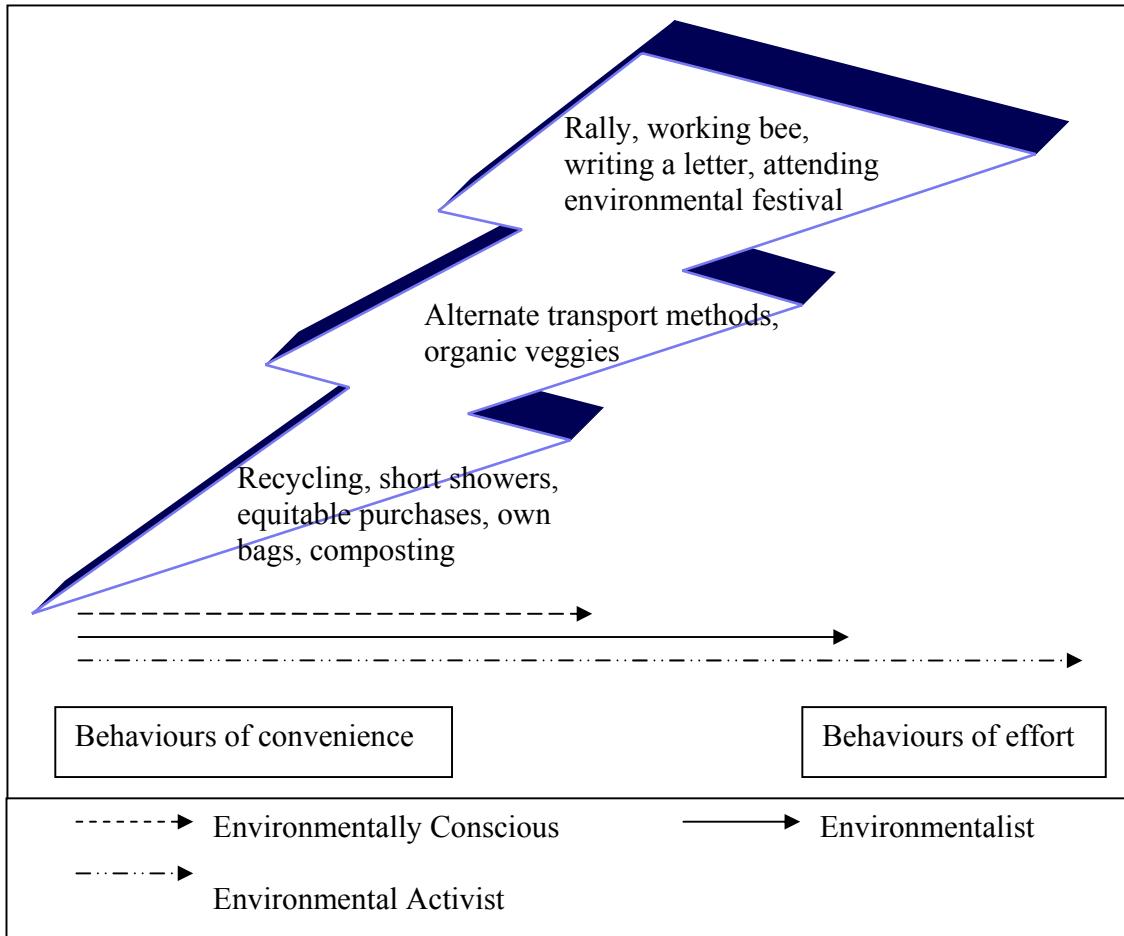 Rally, working bee,
writing a letter, attending
environmental festival
Alternate transport methods,
organic veggies
Recycling, short showers,
equitable purchases, own
bags, composting
Behaviours of convenience
Behaviours of effort
Environmentally Conscious
Environmentalist
Environmental Activist